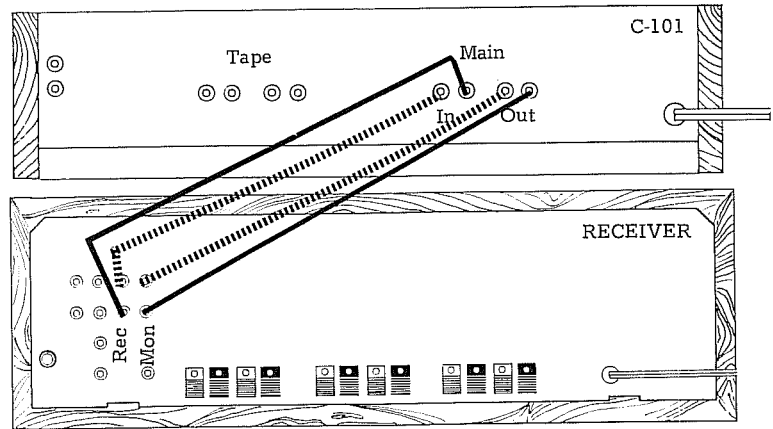 C-101
Tape
Main
In
Out
RECEIVER
Rec
Mon